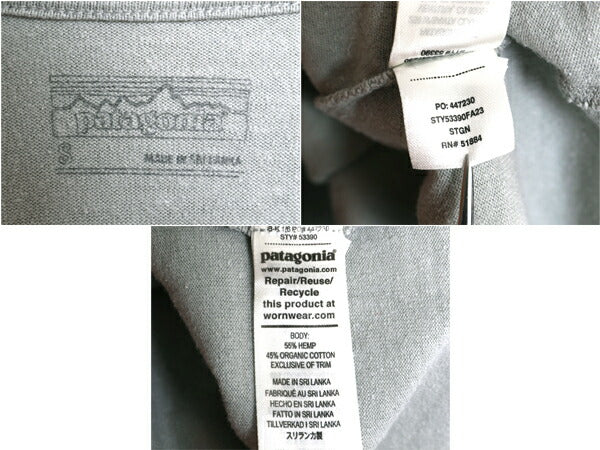 patagonia
S
MADE IN SRI LANKA
PO: 447230
STY53390FA23
STGN
RN# 51884
STY# 53390
patagonia®
www.patagonia.com
Repair/Reuse/
Recycle
this product at
wornwear.com
BODY:
55% HEMP
45% ORGANIC COTTON
EXCLUSIVE OF TRIM
MADE IN SRI LANKA
FABRIQUÉ AU SRI LANKA
HECHO EN SRI LANKA
FATTO IN SRI LANKA
TILLVERKAD I SRI LANKA
スリランカ製